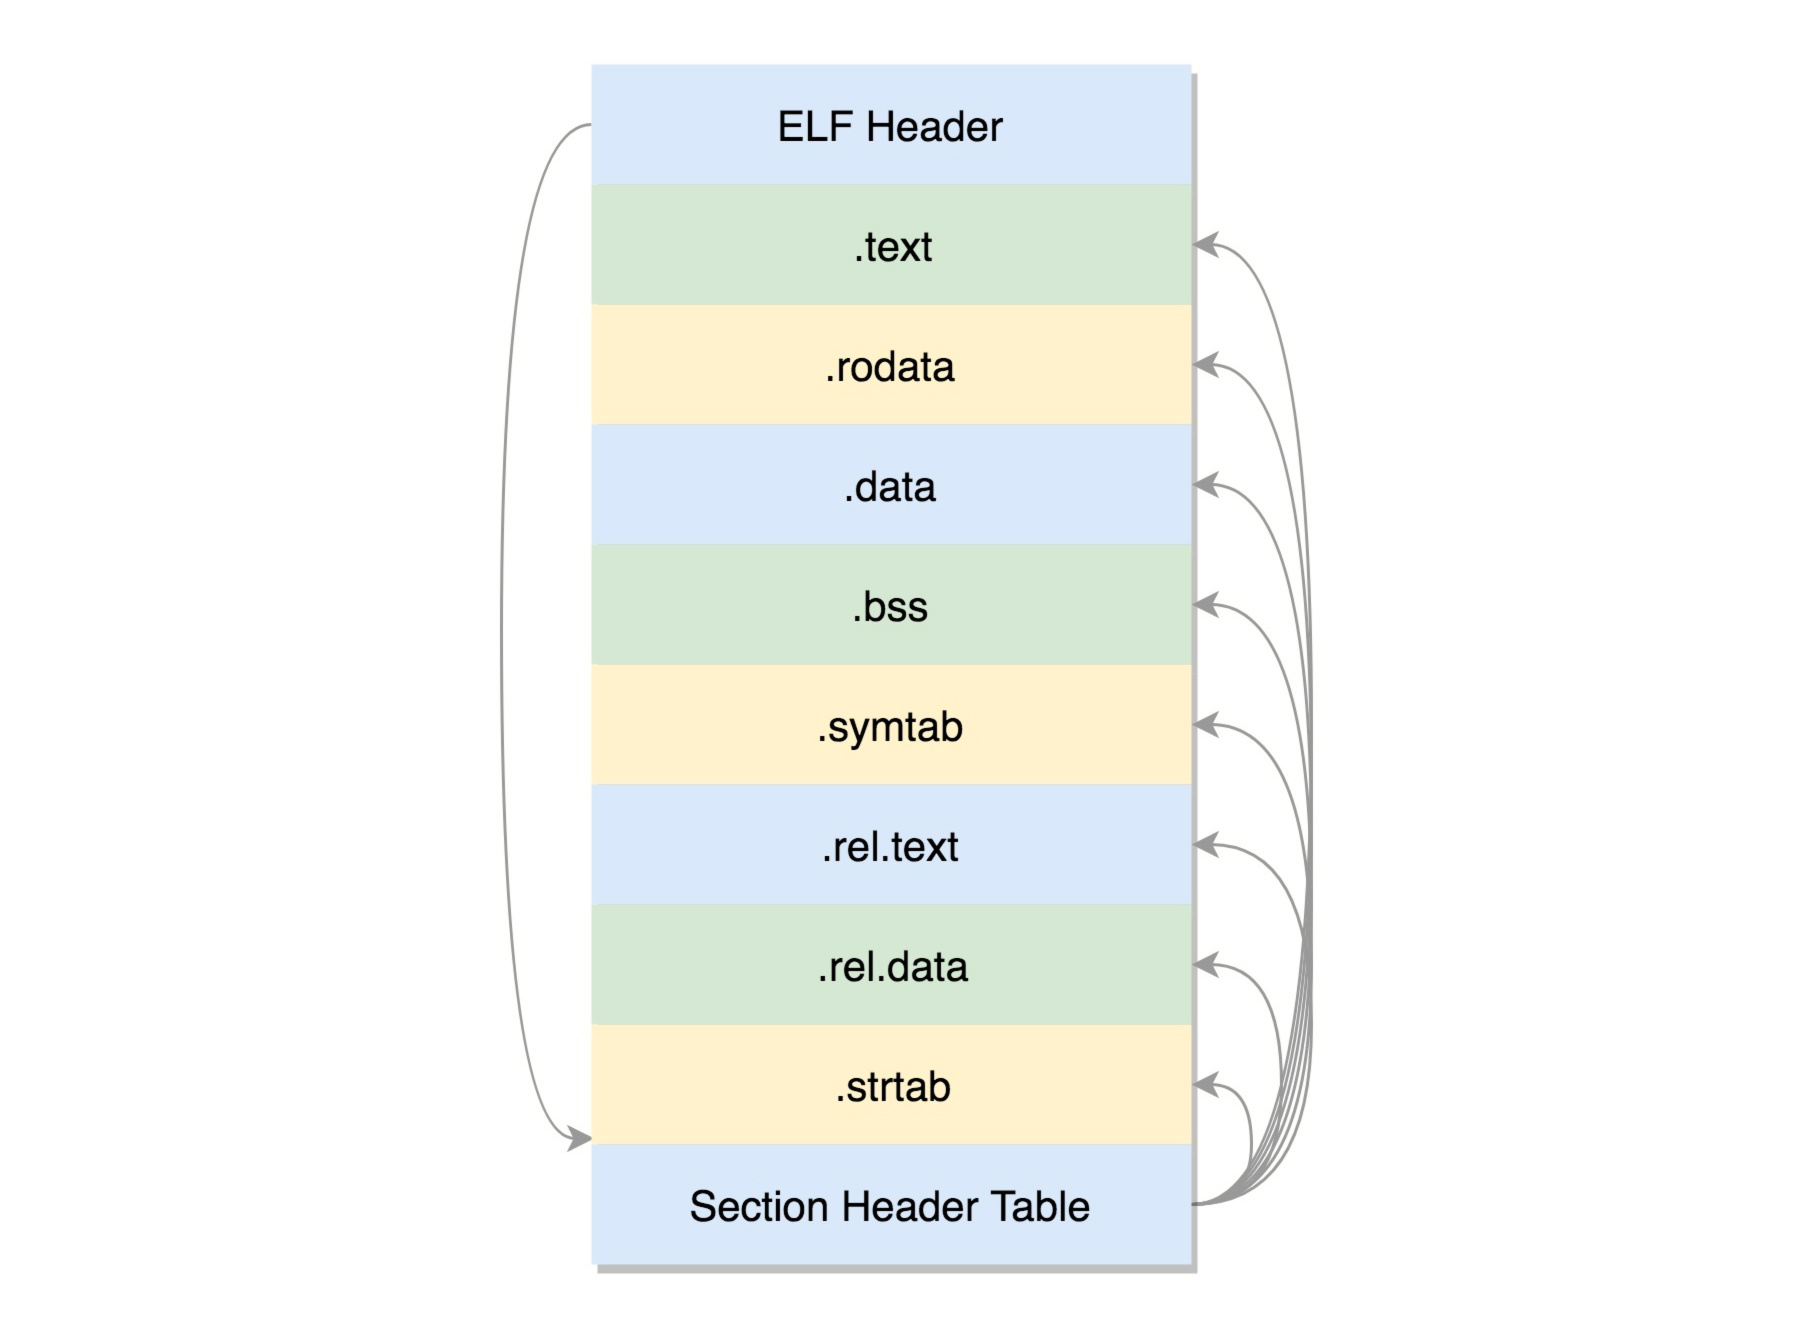 ELF Header
.text
.rodata
.data
.bss
.symtab
.rel.text
.rel.data
.strtab
Section Header Table